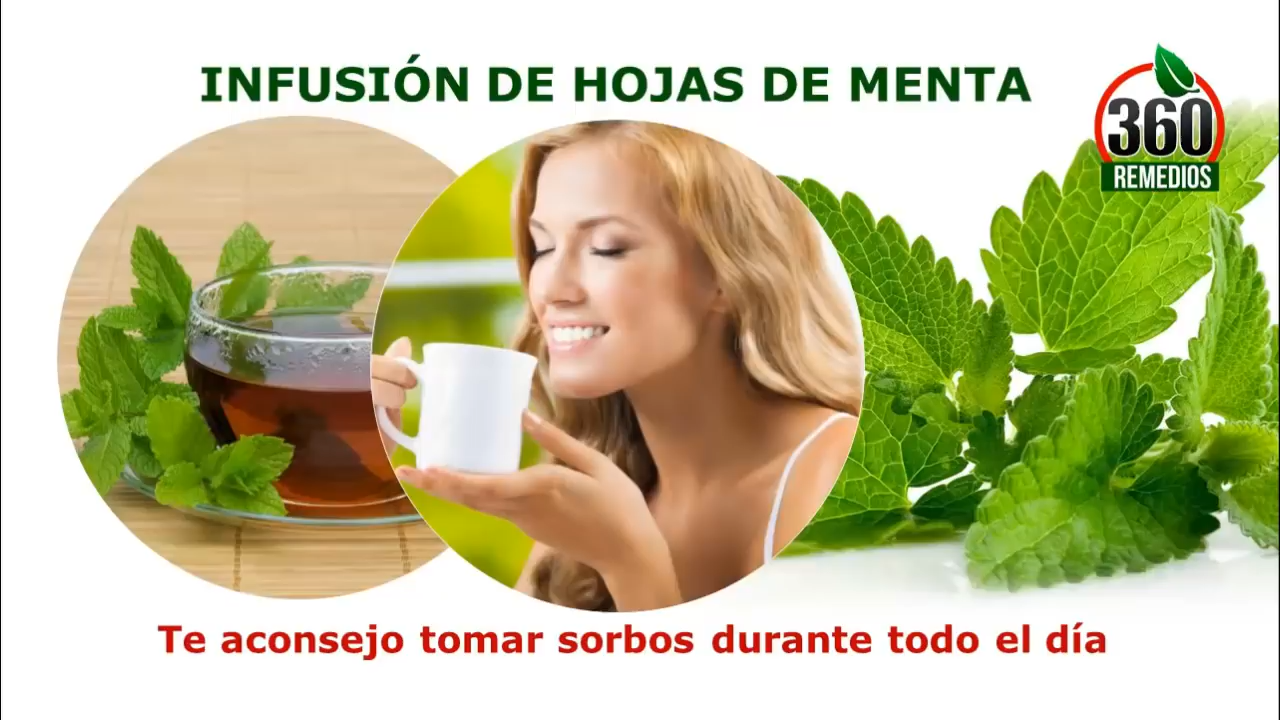 INFUSIÓN DE HOJAS DE MENTA
360
REMEDIOS
Te aconsejo tomar sorbos durante todo el día